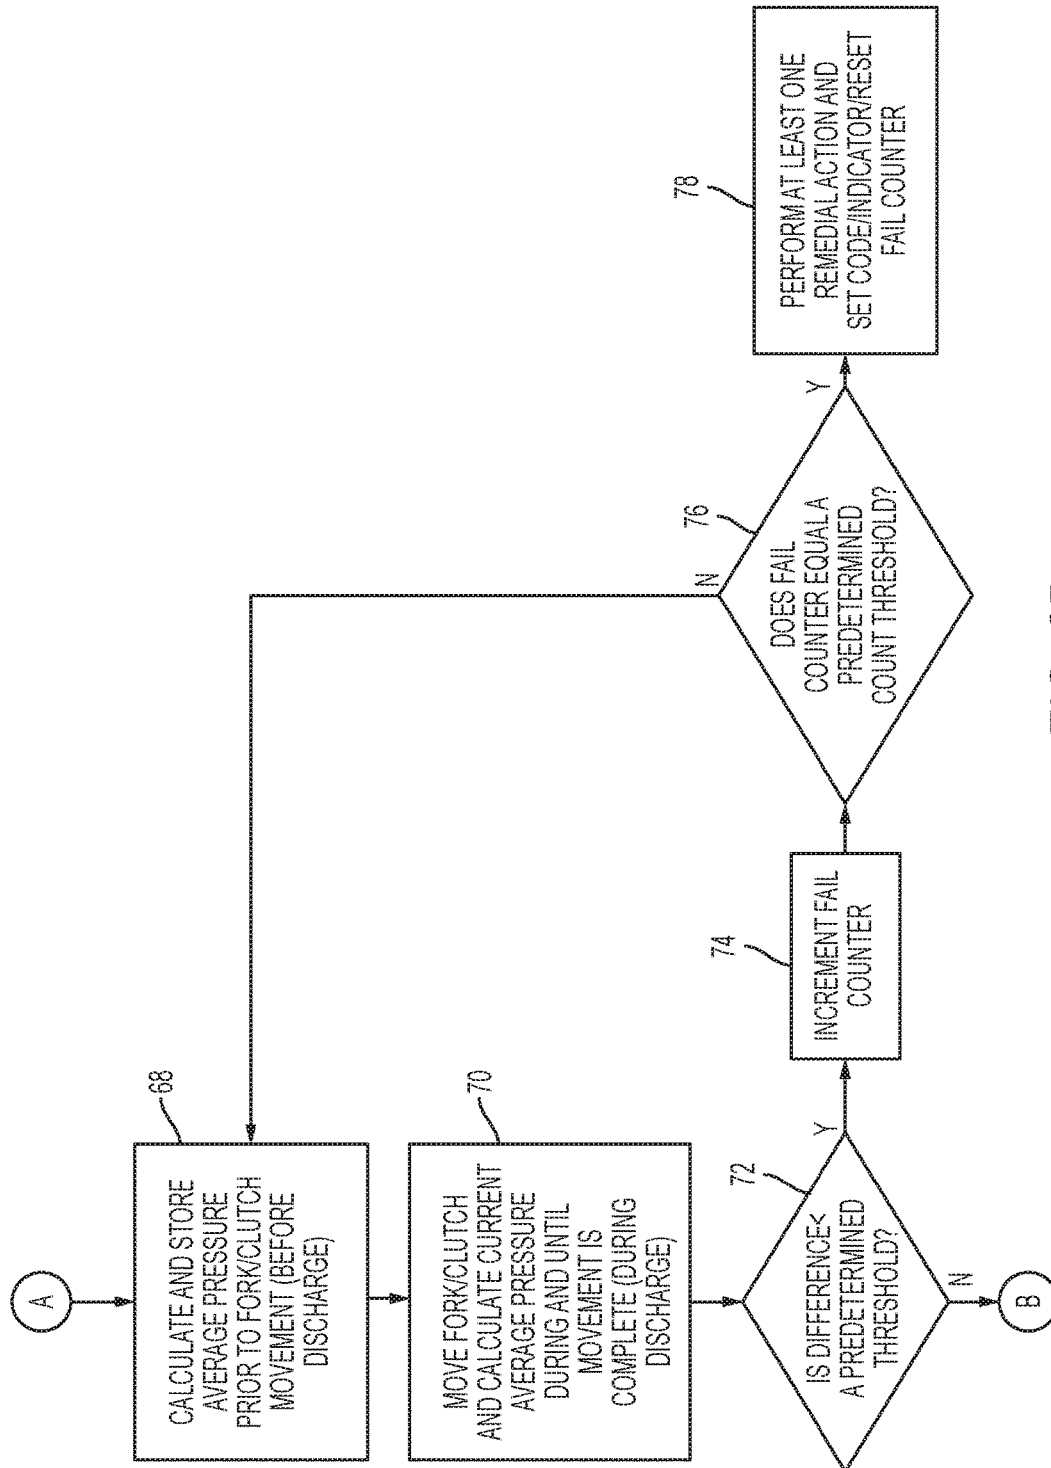 A
68
CALCULATE AND STORE
AVERAGE PRESSURE
PRIOR TO FORK/CLUTCH
MOVEMENT (BEFORE
DISCHARGE)
70
MOVE FORK/CLUTCH
AND CALCULATE CURRENT
AVERAGE PRESSURE
DURING AND UNTIL
MOVEMENT IS
COMPLETE (DURING
DISCHARGE)
72
IS DIFFERENCE<
A PREDETERMINED
THRESHOLD?
Y
N
B
74
INCREMENT FAIL
COUNTER
76
DOES FAIL
COUNTER EQUAL A
PREDETERMINED
COUNT THRESHOLD?
N
Y
78
PERFORM AT LEAST ONE
REMEDIAL ACTION AND
SET CODE/INDICATOR/RESET
FAIL COUNTER